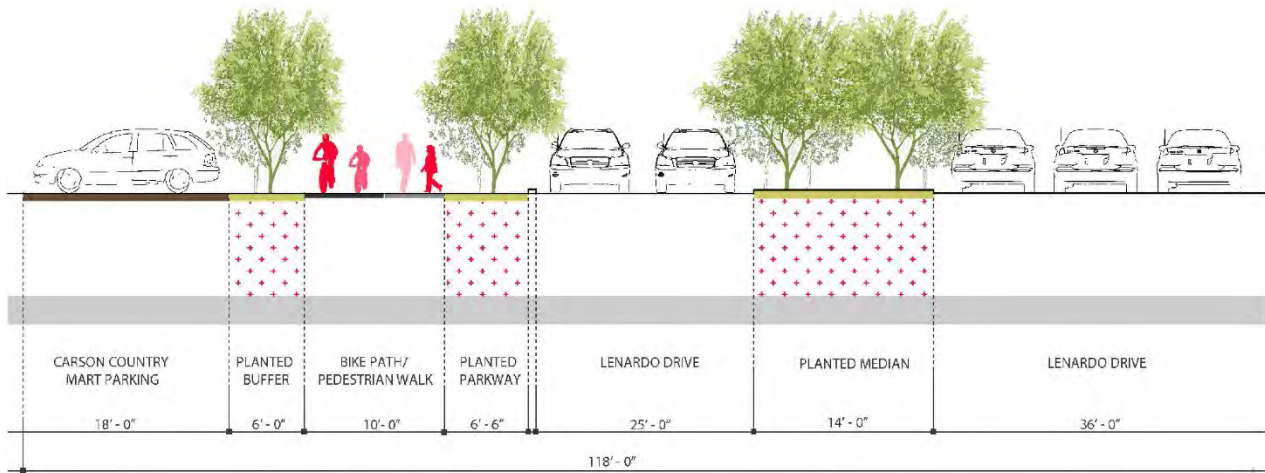 CARSON COUNTRY
MART PARKING
PLANTED
BUFFER
BIKE PATH/
PEDESTRIAN WALK
PLANTED
PARKWAY
LENARDO DRIVE
PLANTED MEDIAN
LENARDO DRIVE
18' - 0"
6' - 0"
10'- 0"
6' - 6"
25' - 0"
14' - 0"
36' - 0"
118' - 0"